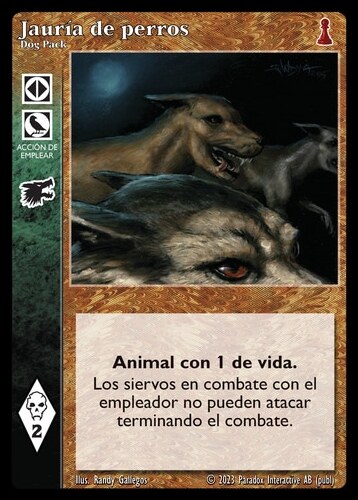 Jauría de perros
Dog Pack
ACCIÓN DE
EMPLEAR
Animal con 1 de vida.
Los siervos en combate con el
empleador no pueden atacar
terminando el combate.
2
Illus. Randy Gallegos
© 2023 Paradox Interactive AB (publ)